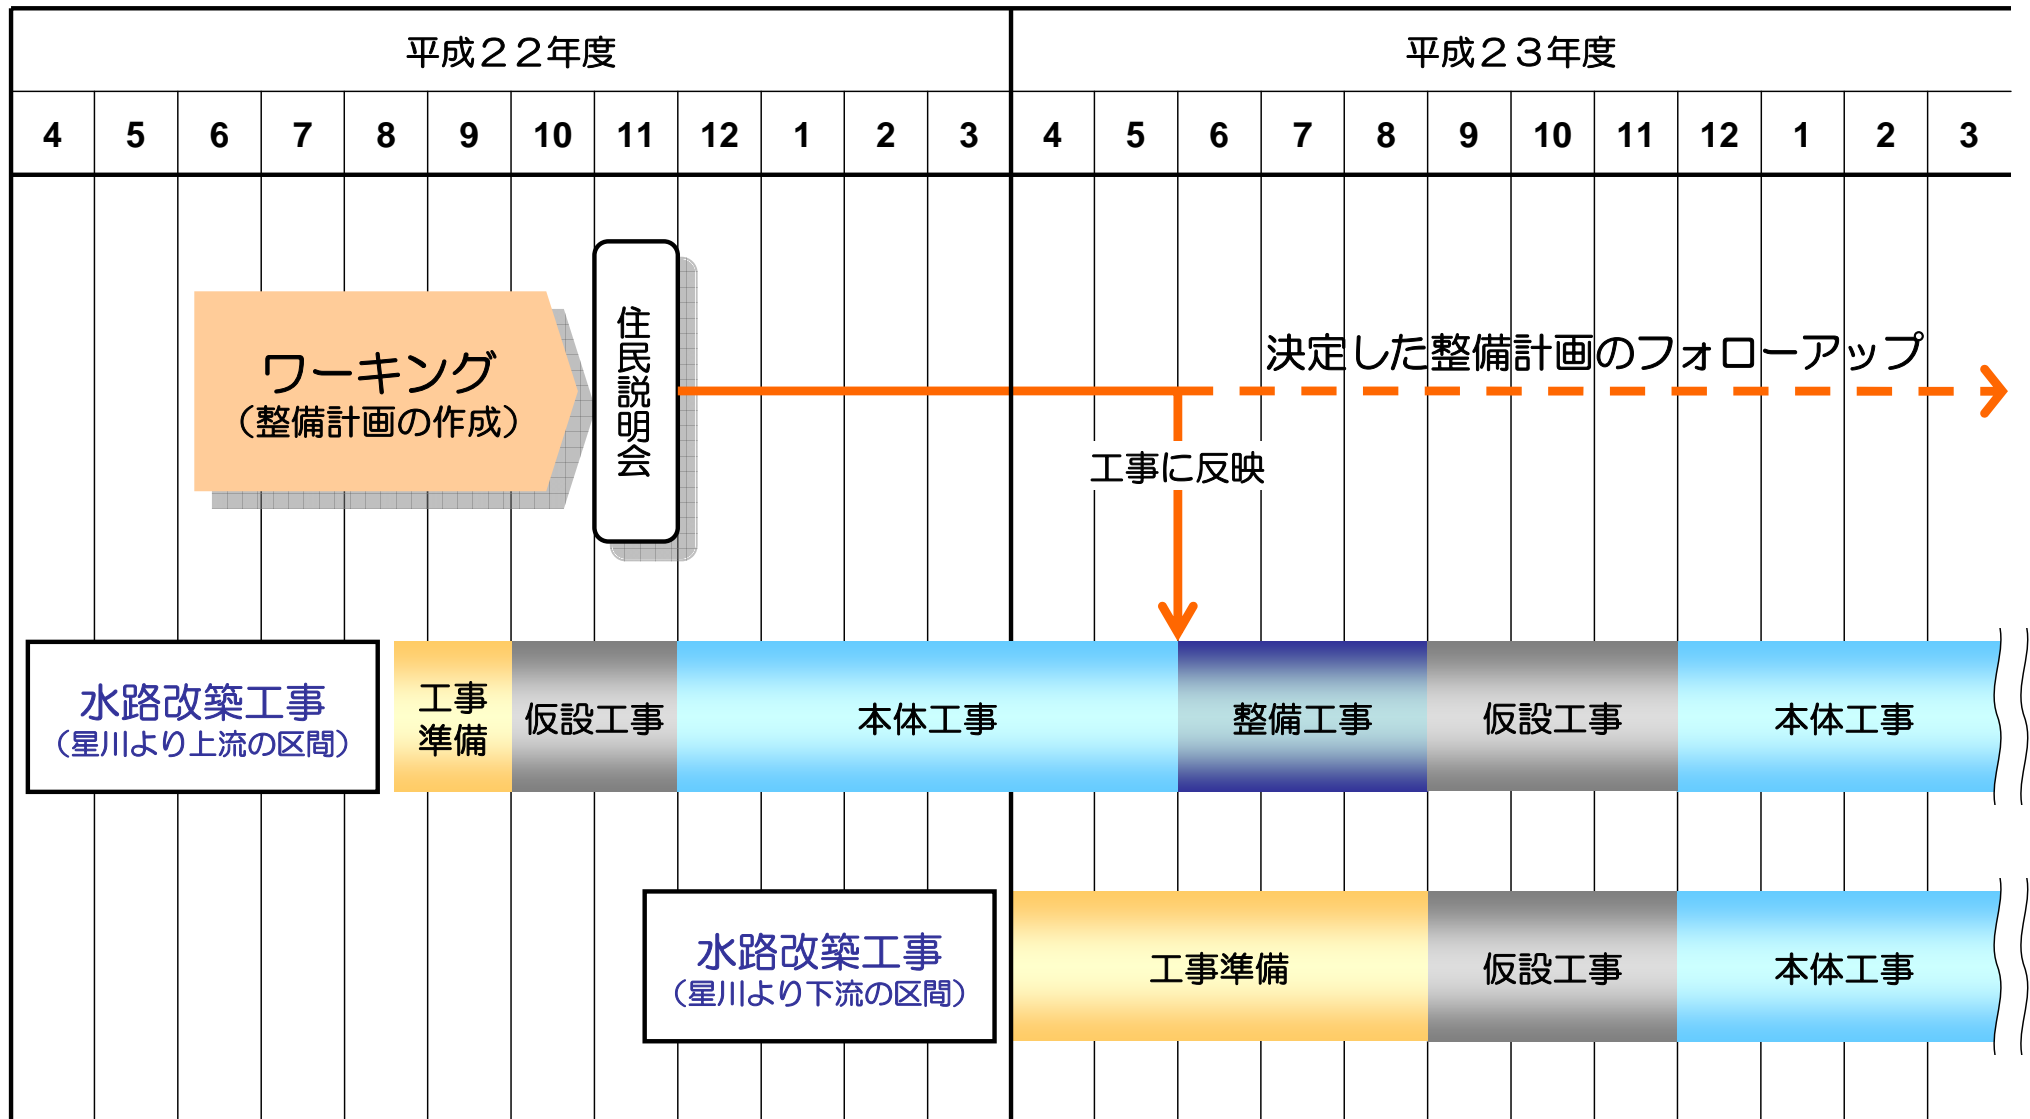 平成２２年度
平成２３年度
4 5 6 7 8 9 10 11 12 1 2 3 4 5 6 7 8 9 10 11 12 1 2 3
ワーキング
（整備計画の作成）
住民説明会
決定した整備計画のフォローアップ
工事に反映
水路改築工事
（星川より上流の区間）
工事
準備
仮設工事
本体工事
整備工事
仮設工事
本体工事
水路改築工事
（星川より下流の区間）
工事準備
仮設工事
本体工事